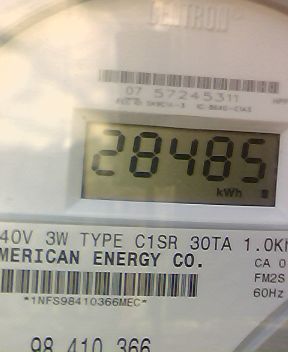 CENTRON®
07 57245311
28485
kWh
40V 3W TYPE C1SR 30TA 1.0K
MERICAN ENERGY CO.
CA 0
FM2S
60Hz
*1NFS98410366MEC*
98 410 366